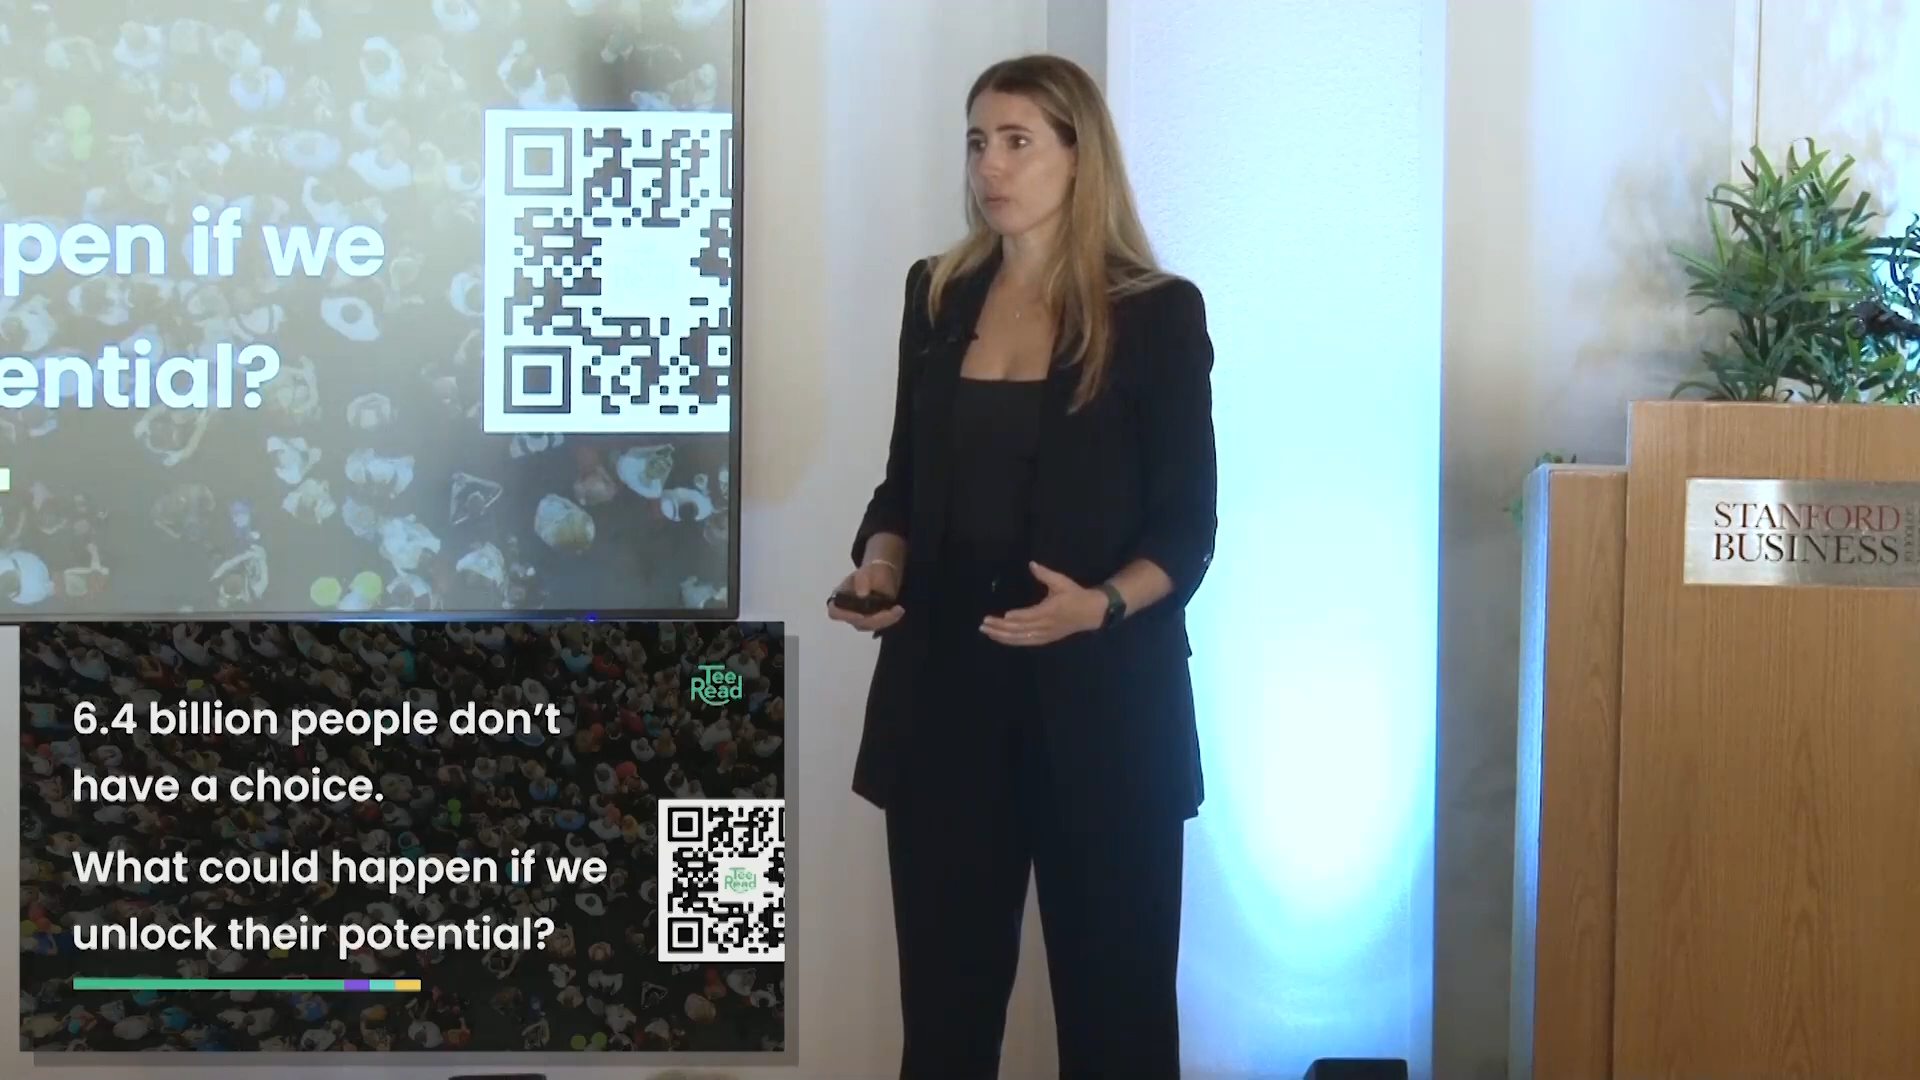 pen if we
ential?
STANFORD
BUSINESS
Tee
Read
6.4 billion people don't
have a choice.
What could happen if we
unlock their potential?
Tee
Read